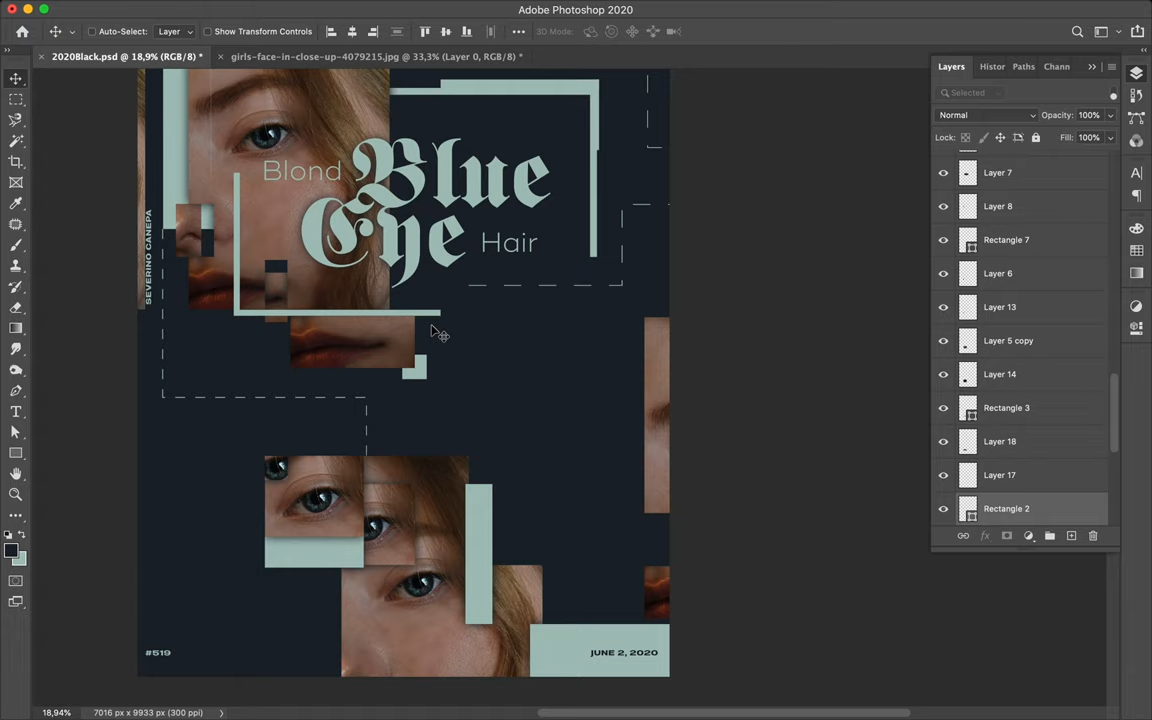 Adobe Photoshop 2020
Auto-Select:
Layer
Show Transform Controls
3D Mode:
2020Black.psd @ 18,9% (RGB/8) *
girls-face-in-close-up-4079215.jpg @ 33,3% (Layer 0, RGB/8) *
Layers
Histor
Paths
Chann
Selected
Normal
Opacity: 100%
Lock:
Fill: 100%
Layer 7
Layer 8
Rectangle 7
Layer 6
Layer 13
Layer 5 copy
Layer 14
Rectangle 3
Layer 18
Layer 17
Rectangle 2
Blond Blue
Eye Hair
SEVERINO CANEPA
#519
JUNE 2, 2020
18,94%
7016 px x 9933 px (300 ppi)